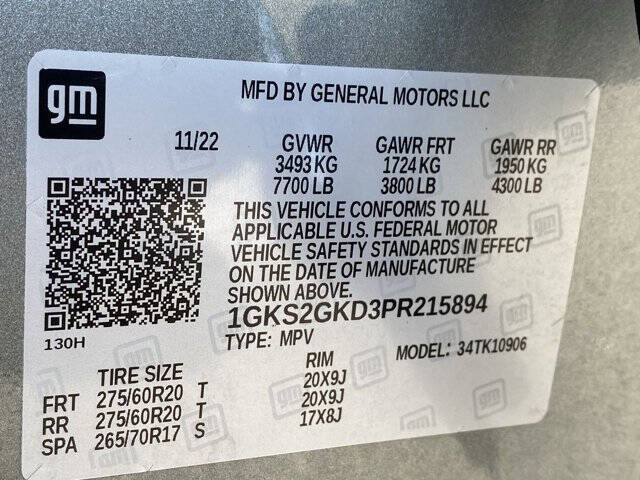 gm
MFD BY GENERAL MOTORS LLC
11/22 GVWR GAWR FRT GAWR RR
3493 KG 1724 KG 1950 KG
7700 LB 3800 LB 4300 LB
THIS VEHICLE CONFORMS TO ALL
APPLICABLE U.S. FEDERAL MOTOR
VEHICLE SAFETY STANDARDS IN EFFECT
ON THE DATE OF MANUFACTURE
SHOWN ABOVE.
1GKS2GKD3PR215894
130H
TYPE: MPV MODEL: 34TK10906
TIRE SIZE RIM
FRT 275/60R20 T 20X9J
RR 275/60R20 T 20X9J
SPA 265/70R17 S 17X8J